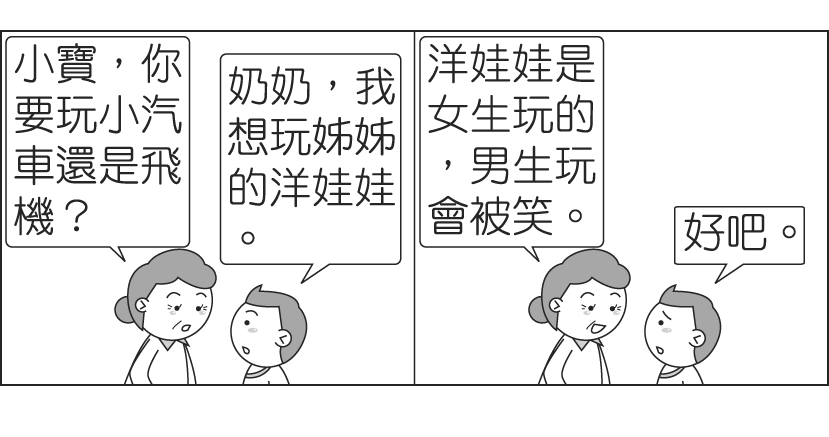 小寶，你
要玩小汽
車還是飛
機？
奶奶，我
想玩姊姊
的洋娃娃
。
洋娃娃是
女生玩的
，男生玩
會被笑。
好吧。